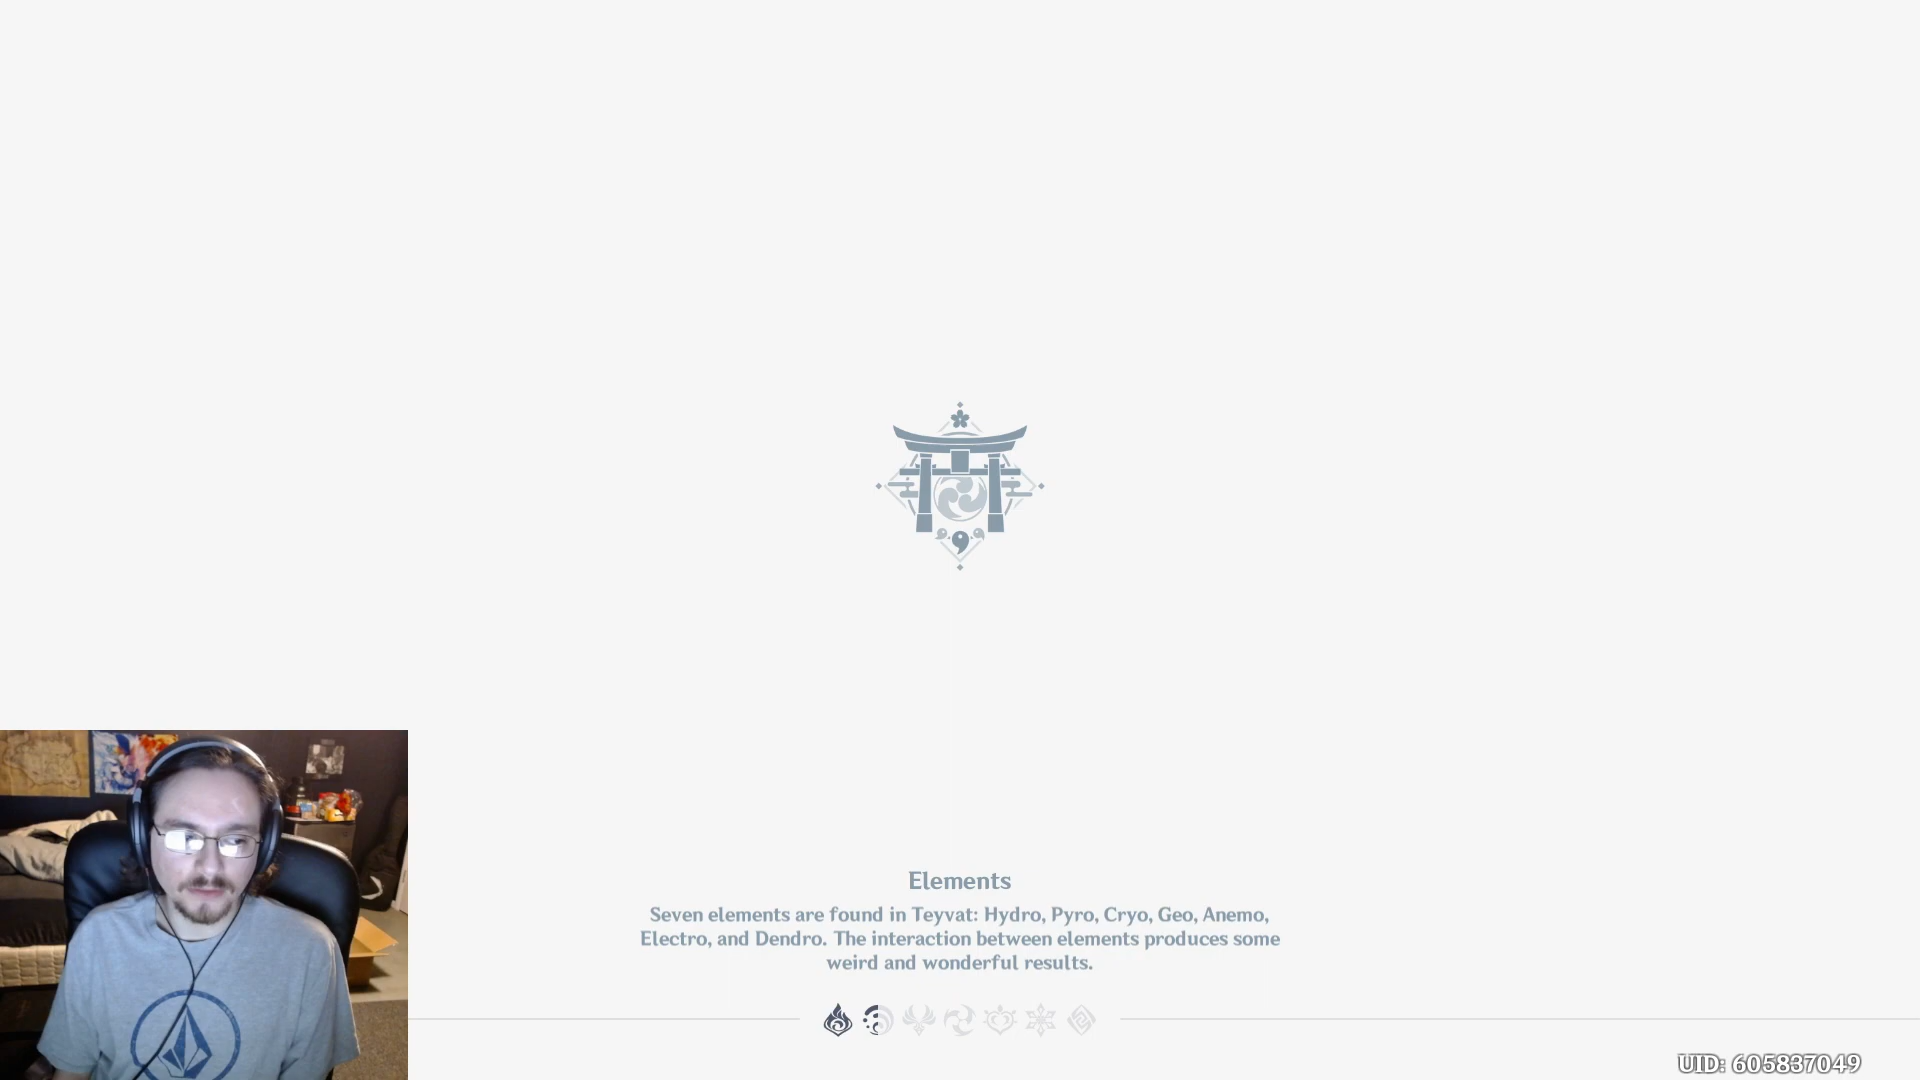 Elements
Seven elements are found in Teyvat: Hydro, Pyro, Cryo, Geo, Anemo,
Electro, and Dendro. The interaction between elements produces some
weird and wonderful results.
UID: 605837049